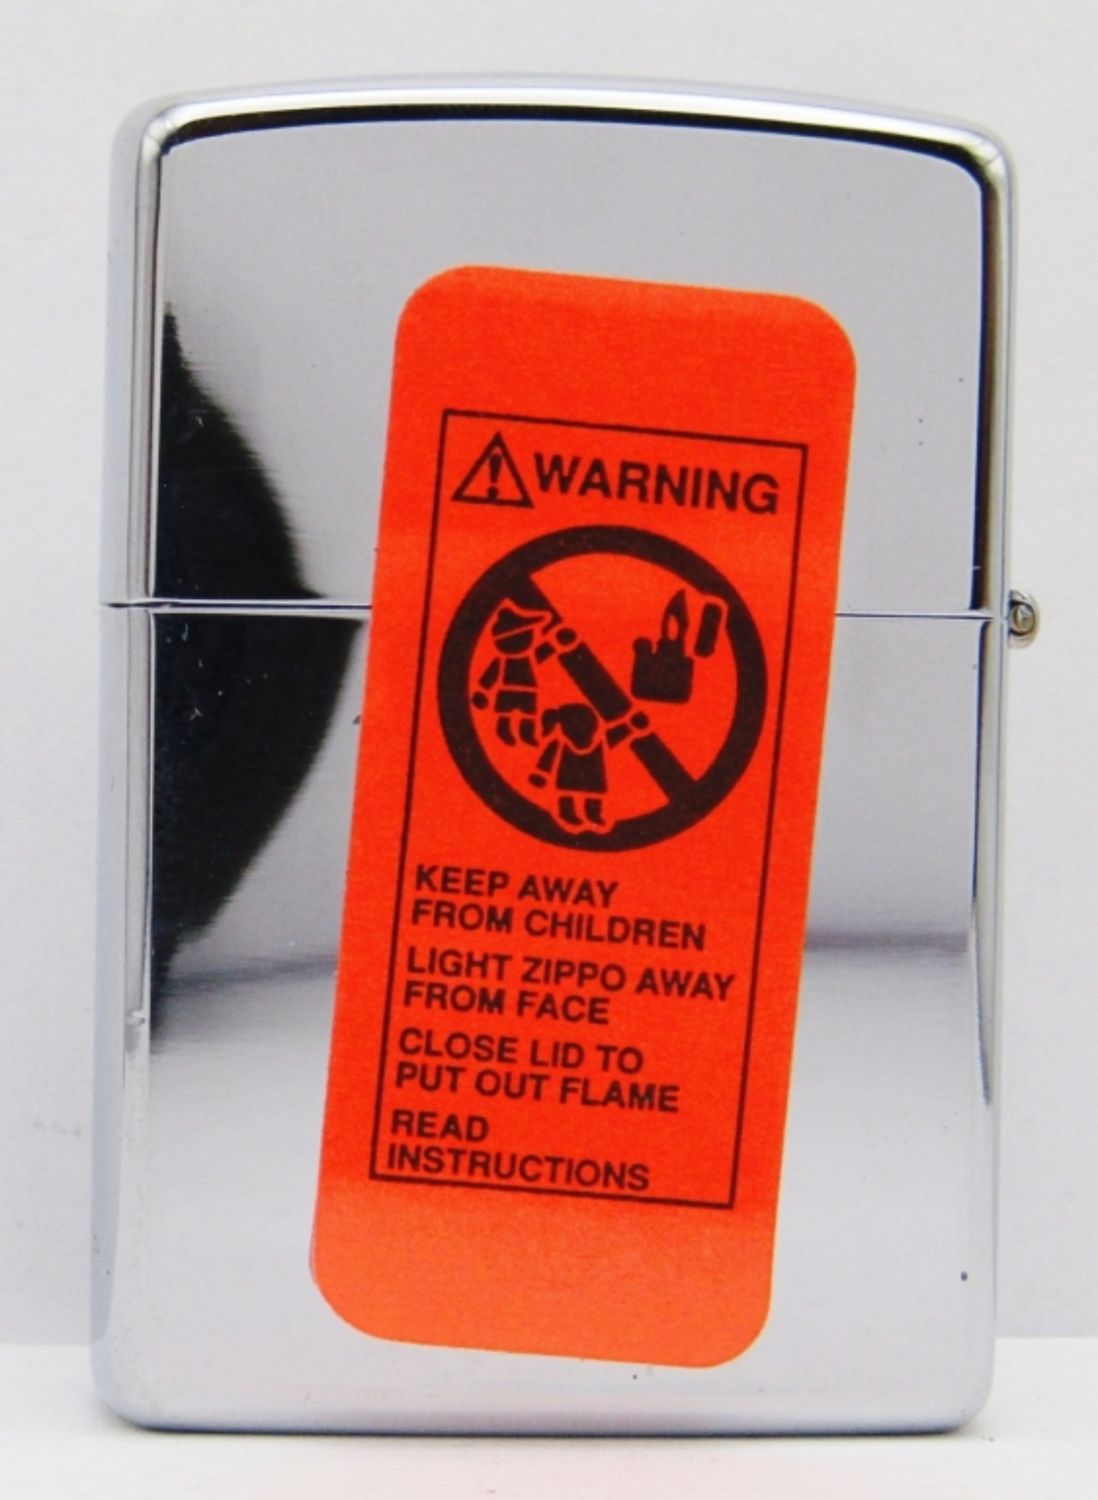 WARNING
KEEP AWAY
FROM CHILDREN
LIGHT ZIPPO AWAY
FROM FACE
CLOSE LID TO
PUT OUT FLAME
READ
INSTRUCTIONS